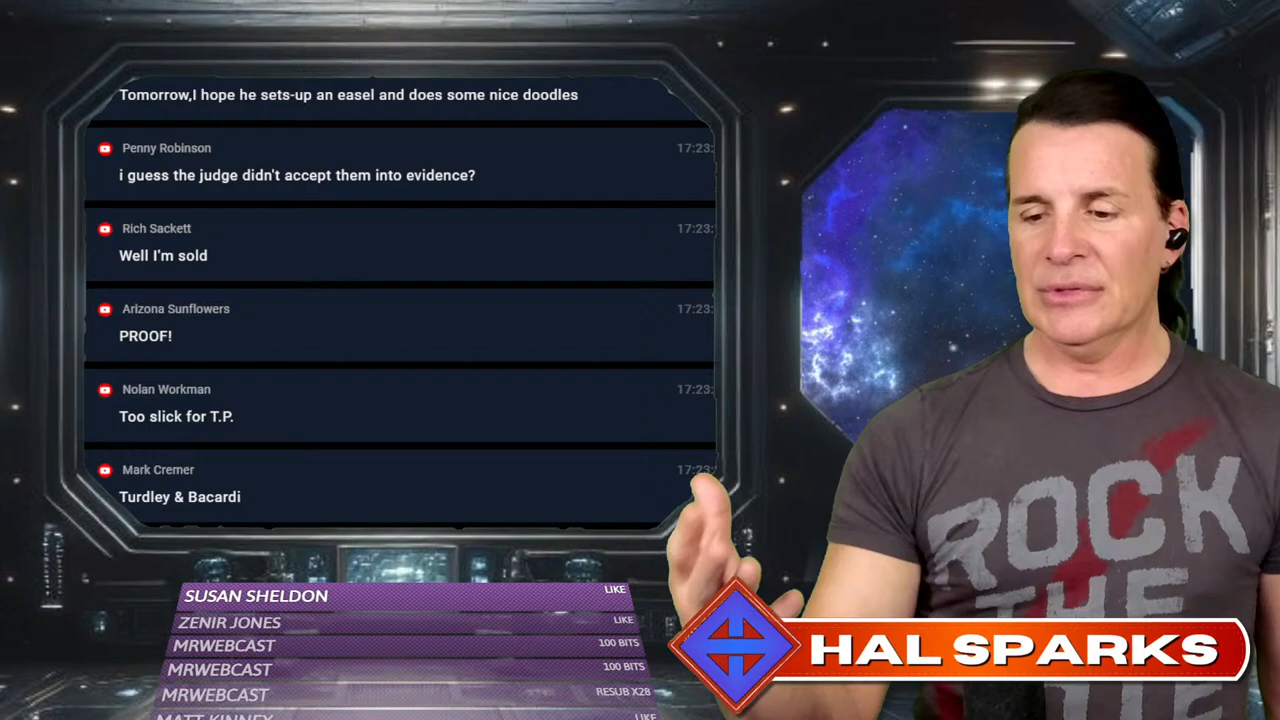 Tomorrow,I hope he sets-up an easel and does some nice doodles
Penny Robinson 17:23:
i guess the judge didn't accept them into evidence?
Rich Sackett 17:23:
Well I'm sold
Arizona Sunflowers 17:23:
PROOF!
Nolan Workman 17:23:
Too slick for T.P.
Mark Cremer 17:23:
Turdley & Bacardi
SUSAN SHELDON LIKE
ZENIR JONES LIKE
MRWEBCAST 100 BITS
MRWEBCAST 100 BITS
MRWEBCAST RESUB X28
MATT KINNEY LIKE
ROCK
THE
HAL SPARKS